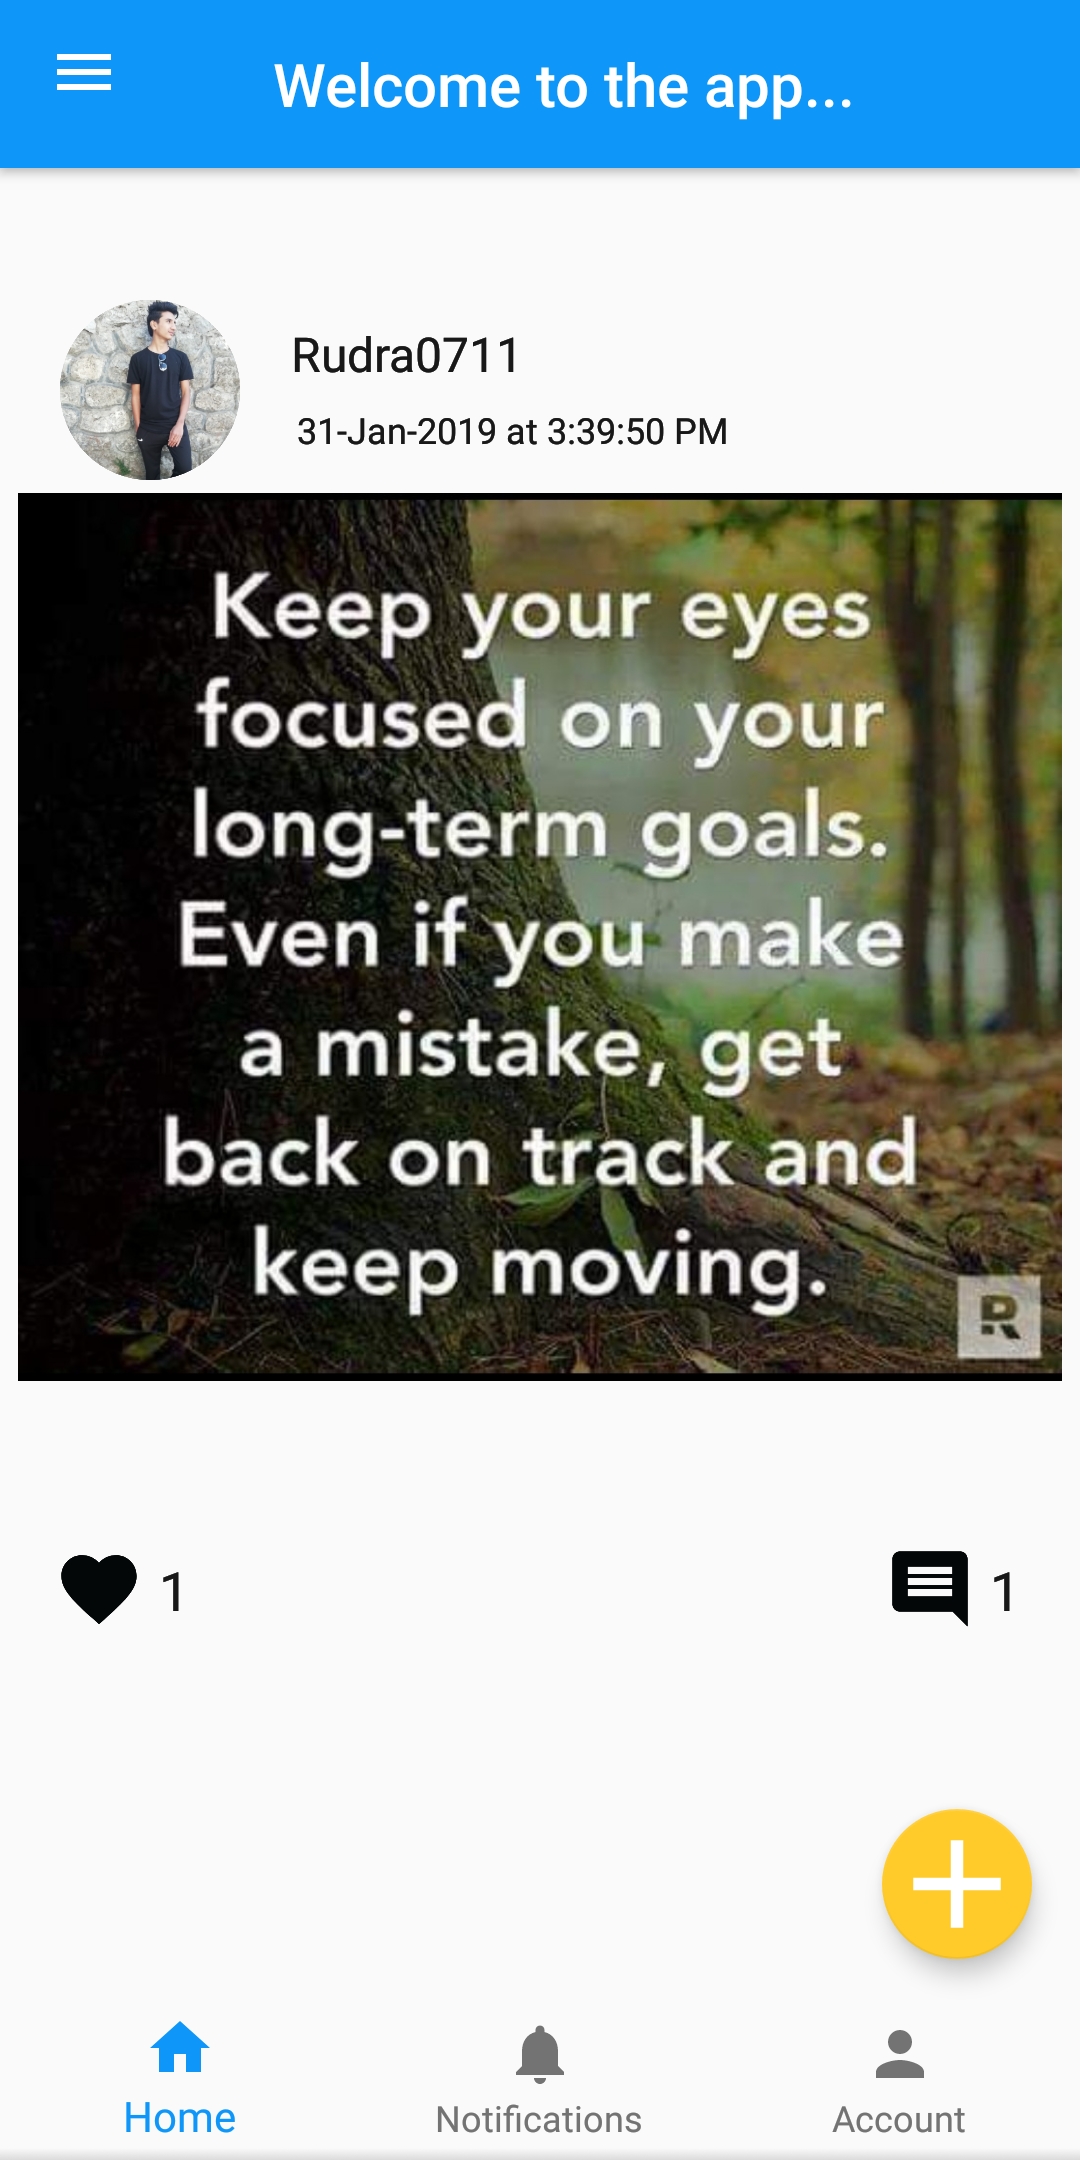 Welcome to the app...
Rudra0711
31-Jan-2019 at 3:39:50 PM
Keep your eyes
focused on your
long-term goals.
Even if you make
a mistake, get
back on track and
keep moving.
R
1
1
Home
Notifications
Account